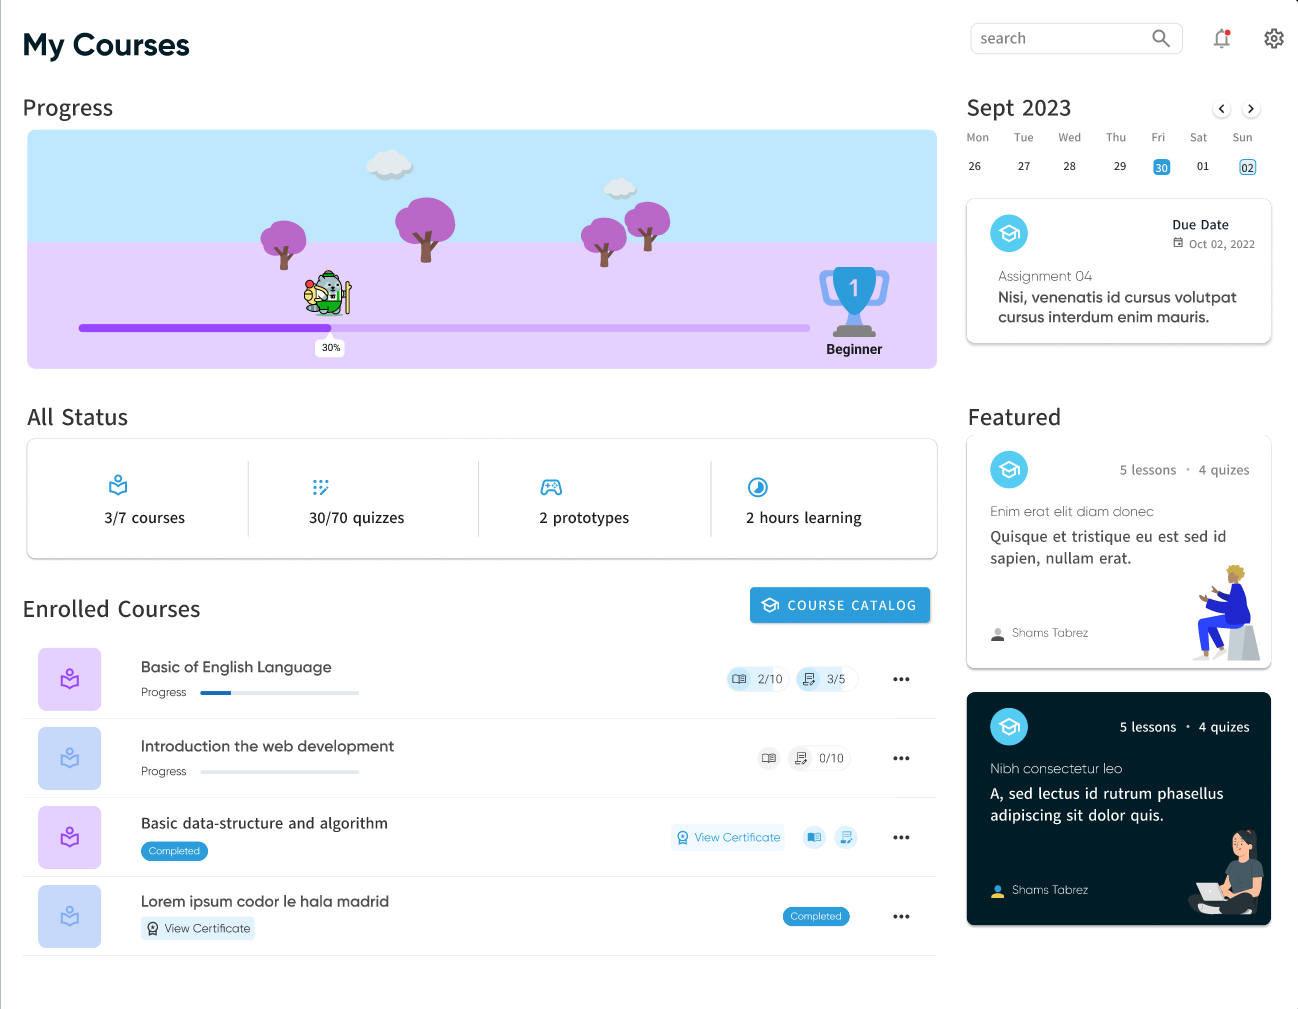 My Courses
search
Progress
30%
1
Beginner
Sept 2023
Mon Tue Wed Thu Fri Sat Sun
26 27 28 29 30 01 02
Due Date
Oct 02, 2022
Assignment 04
Nisi, venenatis id cursus volutpat
cursus interdum enim mauris.
All Status
3/7 courses
30/70 quizzes
2 prototypes
2 hours learning
Featured
5 lessons • 4 quizes
Enim erat elit diam donec
Quisque et tristique eu est sed id
sapien, nullam erat.
Shams Tabrez
5 lessons • 4 quizes
Nibh consectetur leo
A, sed lectus id rutrum phasellus
adipiscing sit dolor quis.
Shams Tabrez
Enrolled Courses
COURSE CATALOG
Basic of English Language
Progress
2/10
3/5
Introduction the web development
Progress
0/10
Basic data-structure and algorithm
Completed
View Certificate
Lorem ipsum codor le hala madrid
View Certificate
Completed